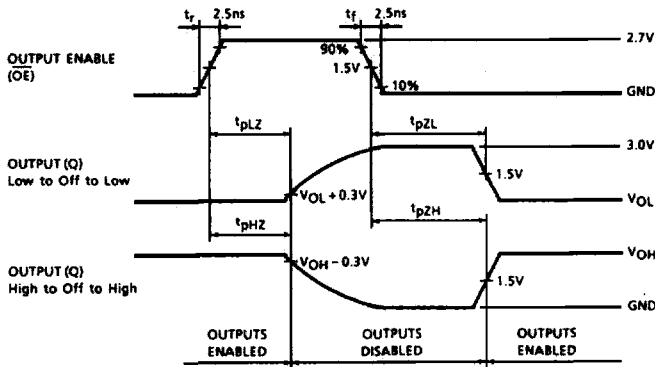 tr 2.5ns tf 2.5ns
OUTPUT ENABLE
(OE)
90%
1.5V
10%
2.7V
GND
tpLZ tpZL
OUTPUT (Q)
Low to Off to Low
3.0V
1.5V
VOL + 0.3V
VOL
tpHZ tpZH
OUTPUT (Q)
High to Off to High
VOH
VOH – 0.3V
1.5V
GND
OUTPUTS
ENABLED
OUTPUTS
DISABLED
OUTPUTS
ENABLED